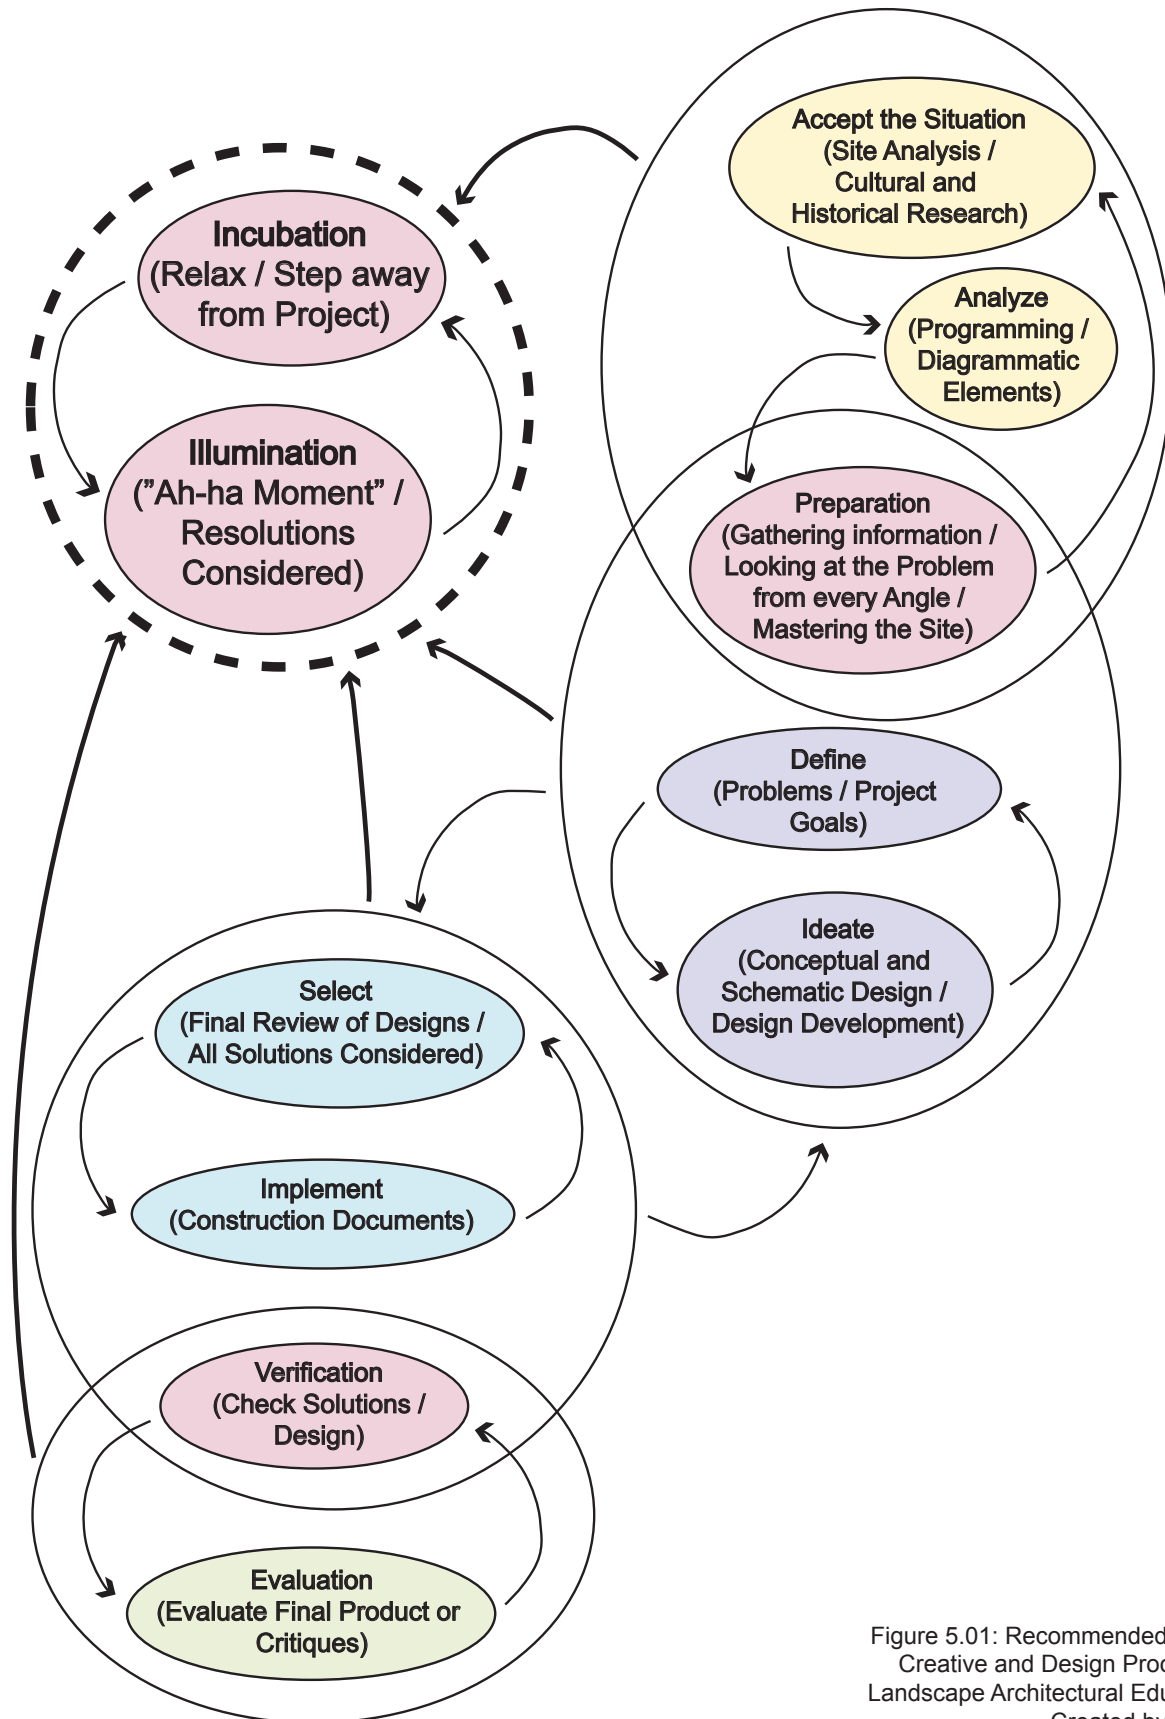 Accept the Situation
(Site Analysis /
Cultural and
Historical Research)
Analyze
(Programming /
Diagrammatic
Elements)
Preparation
(Gathering information /
Looking at the Problem
from every Angle /
Mastering the Site)
Incubation
(Relax / Step away
from Project)
Illumination
(”Ah-ha Moment” /
Resolutions
Considered)
Define
(Problems / Project
Goals)
Ideate
(Conceptual and
Schematic Design /
Design Development)
Select
(Final Review of Designs /
All Solutions Considered)
Implement
(Construction Documents)
Verification
(Check Solutions /
Design)
Evaluation
(Evaluate Final Product or
Critiques)
Figure 5.01: Recommended
Creative and Design
Landscape Architectural
Created by